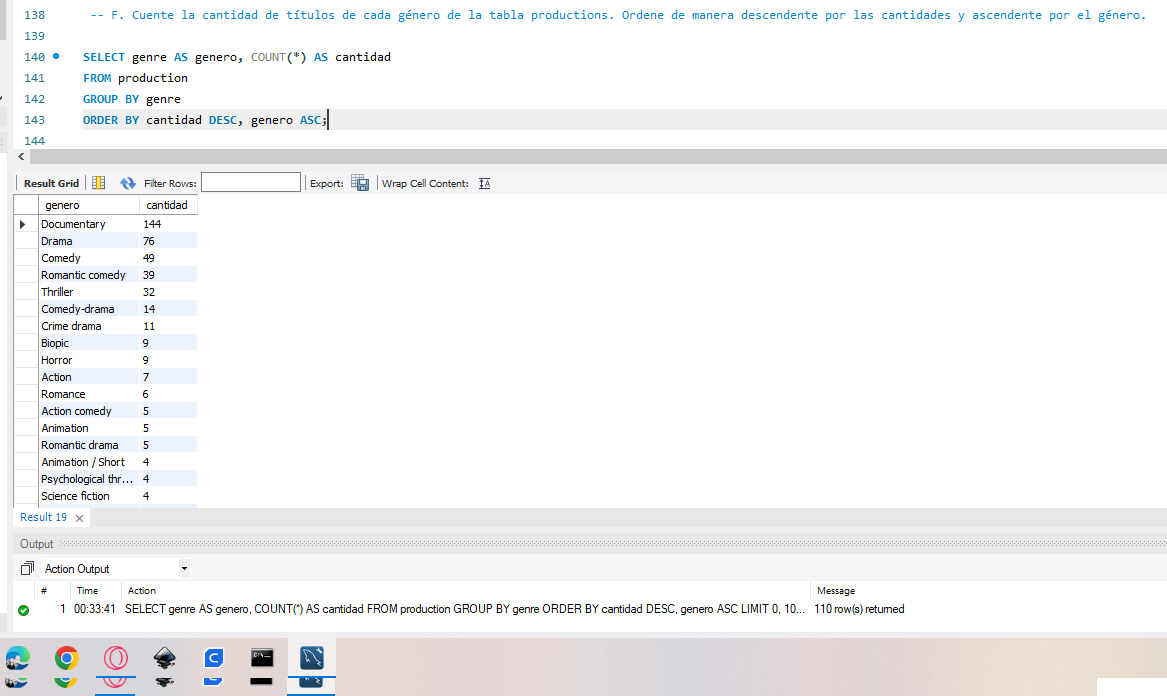 138 -- F. Cuente la cantidad de títulos de cada género de la tabla productions. Ordene de manera descendente por las cantidades y ascendente por el género.
139
140 SELECT genre AS genero, COUNT(*) AS cantidad
141 FROM production
142 GROUP BY genre
143 ORDER BY cantidad DESC, genero ASC;
144
Result Grid Filter Rows: Export: Wrap Cell Content:
genero cantidad
Documentary 144
Drama 76
Comedy 49
Romantic comedy 39
Thriller 32
Comedy-drama 14
Crime drama 11
Biopic 9
Horror 9
Action 7
Romance 6
Action comedy 5
Animation 5
Romantic drama 5
Animation / Short 4
Psychological thr... 4
Science fiction 4
Result 19
Output
Action Output
# Time Action Message
1 00:33:41 SELECT genre AS genero, COUNT(*) AS cantidad FROM production GROUP BY genre ORDER BY cantidad DESC, genero ASC LIMIT 0, 10... 110 row(s) returned